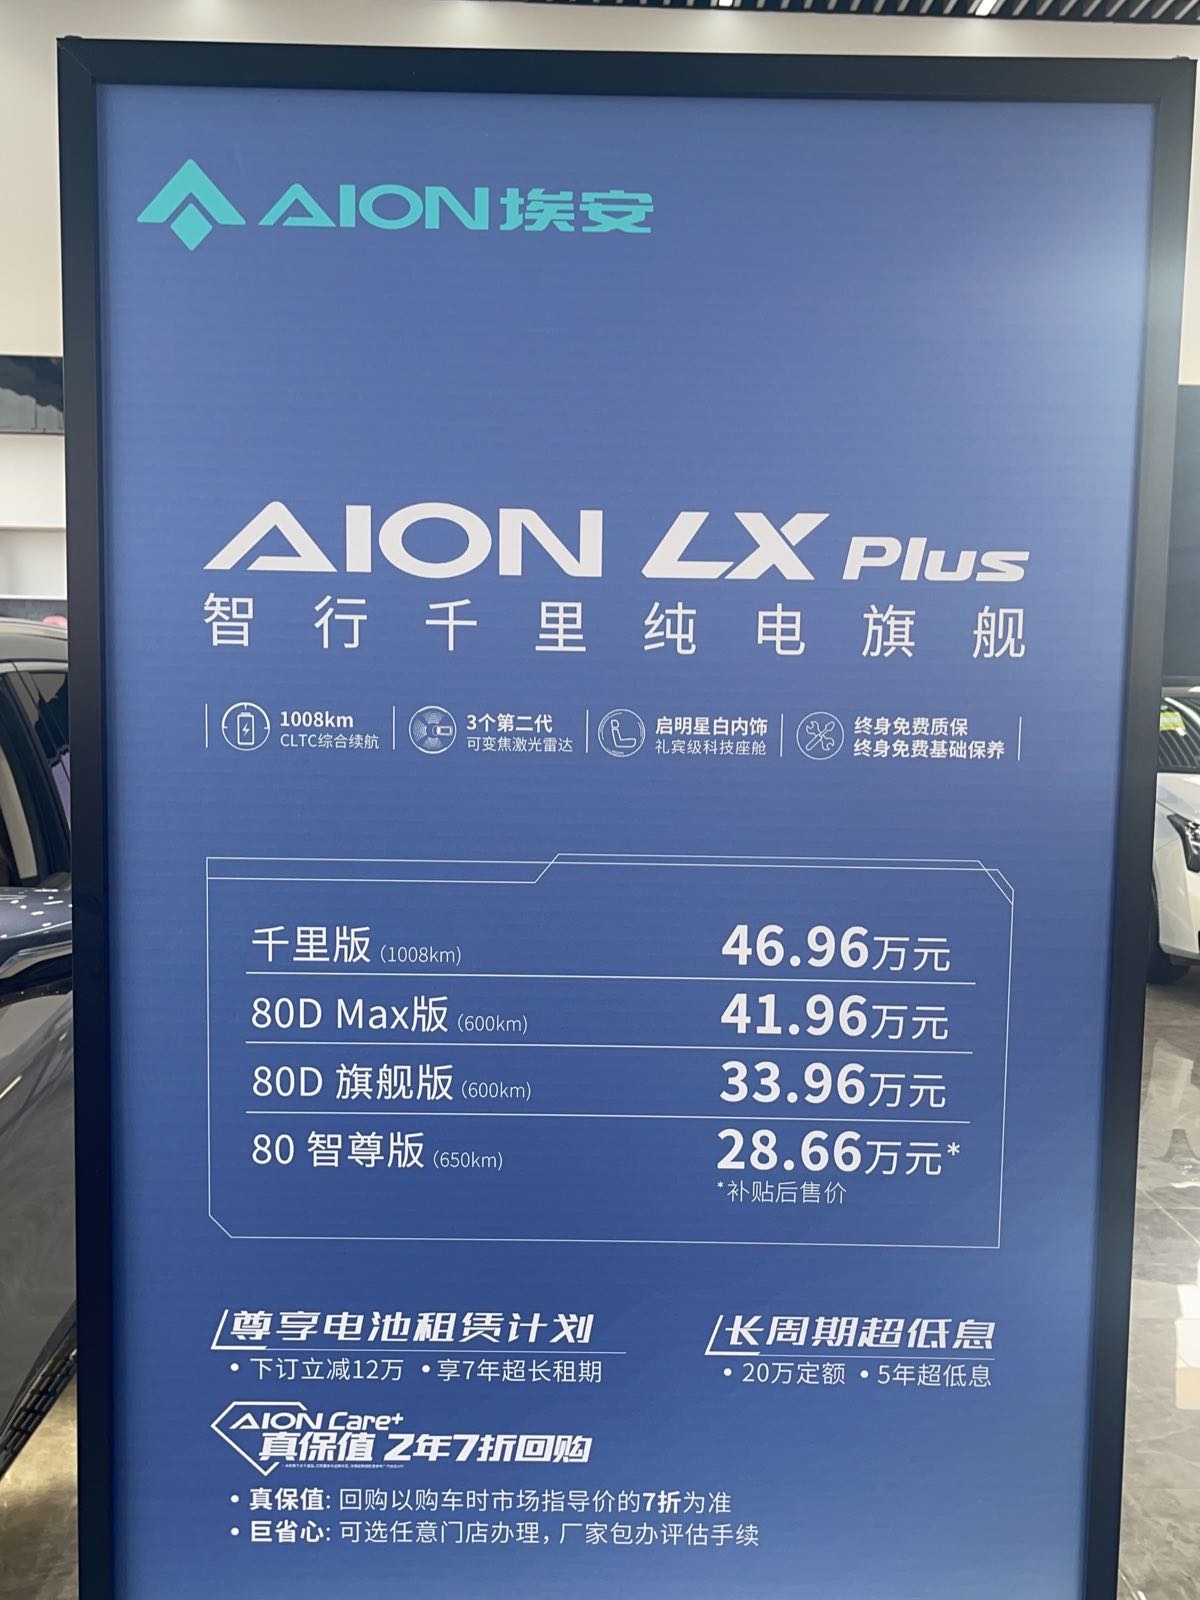 AION埃安
AION LX Plus
智行千里纯电旗舰
1008km
CLTC综合续航
3个第二代
可变焦激光雷达
启明星白内饰
礼宾级科技座舱
终身免费质保
终身免费基础保养
千里版 (1008km) 46.96万元
80D Max版 (600km) 41.96万元
80D 旗舰版 (600km) 33.96万元
80 智尊版 (650km) 28.66万元*
*补贴后售价
尊享电池租赁计划
• 下订立减12万 • 享7年超长租期
长周期超低息
• 20万定额 • 5年超低息
AION Care+
真保值 2年7折回购
• 真保值: 回购以购车时市场指导价的7折为准
• 巨省心: 可选任意门店办理, 厂家包办评估手续